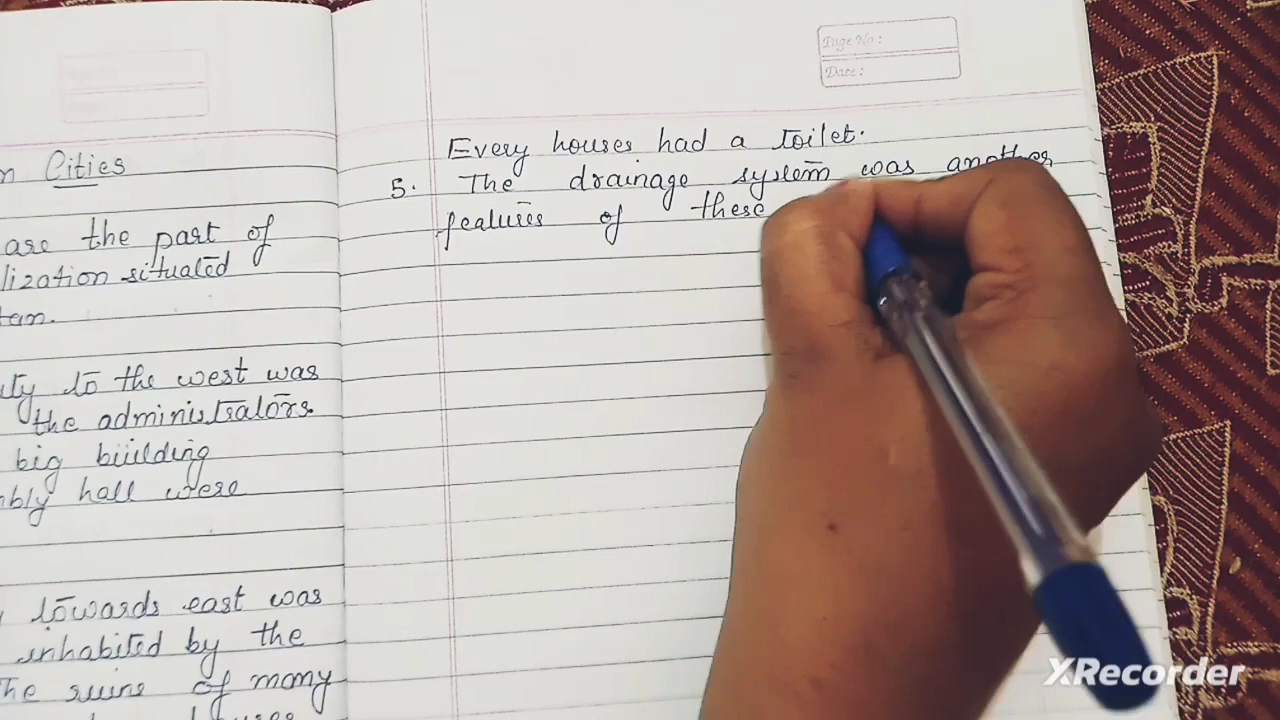 Page No:
Date:
n Cities
are the part of
lization situated
tan.
uty to the west was
the administrators.
big building
mbly hall were
towards east was
inhabited by the
The ruins of many
Every houses had a toilet.
5. The drainage system was another
features of these
XRecorder